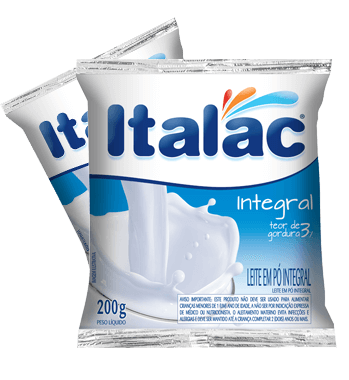 Italac
Integral
teor de
gordura 3%
LEITE EM PÓ INTEGRAL
LEITE EM PÓ INTEGRAL
200g
PESO LÍQUIDO
AVISO IMPORTANTE: ESTE PRODUTO NÃO DEVE SER USADO PARA ALIMENTAR
CRIANÇAS MENORES DE 1 (UM) ANO DE IDADE, A NÃO SER POR INDICAÇÃO EXPRESSA
DE MÉDICO OU NUTRICIONISTA. O ALEITAMENTO MATERNO EVITA INFECÇÕES E
ALERGIAS E DEVE SER MANTIDO ATÉ A CRIANÇA COMPLETAR 2 (DOIS) ANOS OU MAIS.
Ital